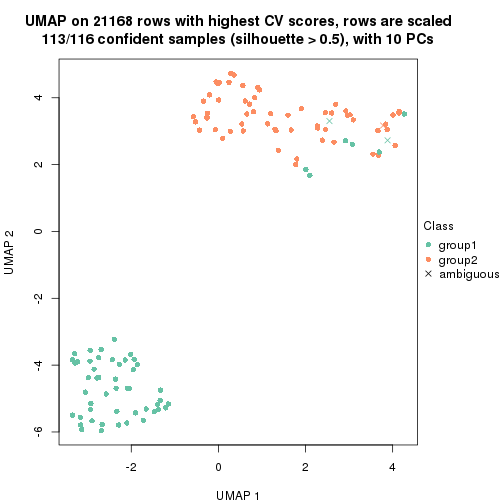 UMAP on 21168 rows with highest CV scores, rows are scaled
113/116 confident samples (silhouette > 0.5), with 10 PCs
4
2
0
-2
-4
-6
UMAP 2
-2
0
2
4
UMAP 1
Class
group1
group2
ambiguous